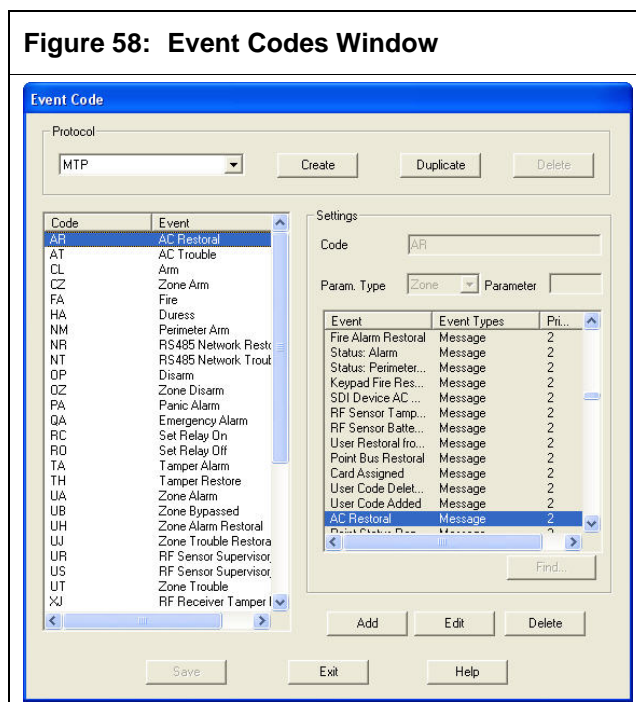 Figure 58: Event Codes Window
Event Code
Protocol
MTP Create Duplicate Delete
Code Event
AR AC Restoral
AT AC Trouble
CL Arm
CZ Zone Arm
FA Fire
HA Duress
NM Perimeter Arm
NR RS485 Network Resto
NT RS485 Network Troub
OP Disarm
OZ Zone Disarm
PA Panic Alarm
QA Emergency Alarm
RC Set Relay On
RO Set Relay Off
TA Tamper Alarm
TH Tamper Restore
UA Zone Alarm
UB Zone Bypassed
UH Zone Alarm Restoral
UJ Zone Trouble Restora
UR RF Sensor Supervisor
US RF Sensor Supervisor
UT Zone Trouble
XJ RF Receiver Tamper
Settings
Code AR
Param. Type Zone Parameter
Event Event Types Pri...
Fire Alarm Restoral Message 2
Status: Alarm Message 2
Status: Perimeter... Message 2
Keypad Fire Res... Message 2
SDI Device AC ... Message 2
RF Sensor Tamp... Message 2
RF Sensor Batte... Message 2
User Restoral fro... Message 2
Point Bus Restoral Message 2
Card Assigned Message 2
User Code Delet... Message 2
User Code Added Message 2
AC Restoral Message 2
Find...
Add Edit Delete
Save Exit Help